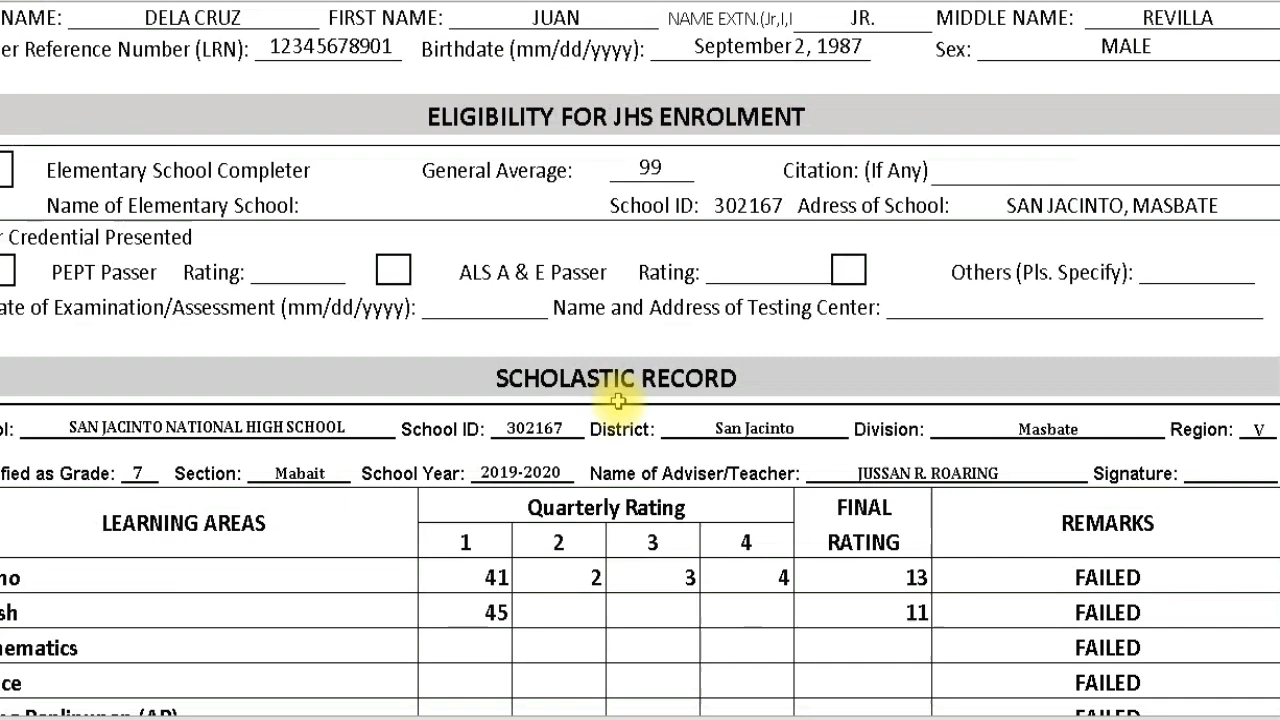 NAME: DELA CRUZ FIRST NAME: JUAN NAME EXTN.(Jr,I,I JR. MIDDLE NAME: REVILLA
er Reference Number (LRN): 12345678901 Birthdate (mm/dd/yyyy): September 2, 1987 Sex: MALE
ELIGIBILITY FOR JHS ENROLMENT
Elementary School Completer General Average: 99 Citation: (If Any)
Name of Elementary School: School ID: 302167 Adress of School: SAN JACINTO, MASBATE
r Credential Presented
PEPT Passer Rating: ALS A & E Passer Rating: Others (Pls. Specify):
ate of Examination/Assessment (mm/dd/yyyy): Name and Address of Testing Center:
SCHOLASTIC RECORD
ol: SAN JACINTO NATIONAL HIGH SCHOOL School ID: 302167 District: San Jacinto Division: Masbate Region: V
ified as Grade: 7 Section: Mabait School Year: 2019-2020 Name of Adviser/Teacher: JUSSAN R. ROARING Signature:
LEARNING AREAS Quarterly Rating FINAL RATING REMARKS
1 2 3 4
no 41 2 3 4 13 FAILED
sh 45 11 FAILED
ematics FAILED
ce FAILED
Panlipunan (AP) FAILED